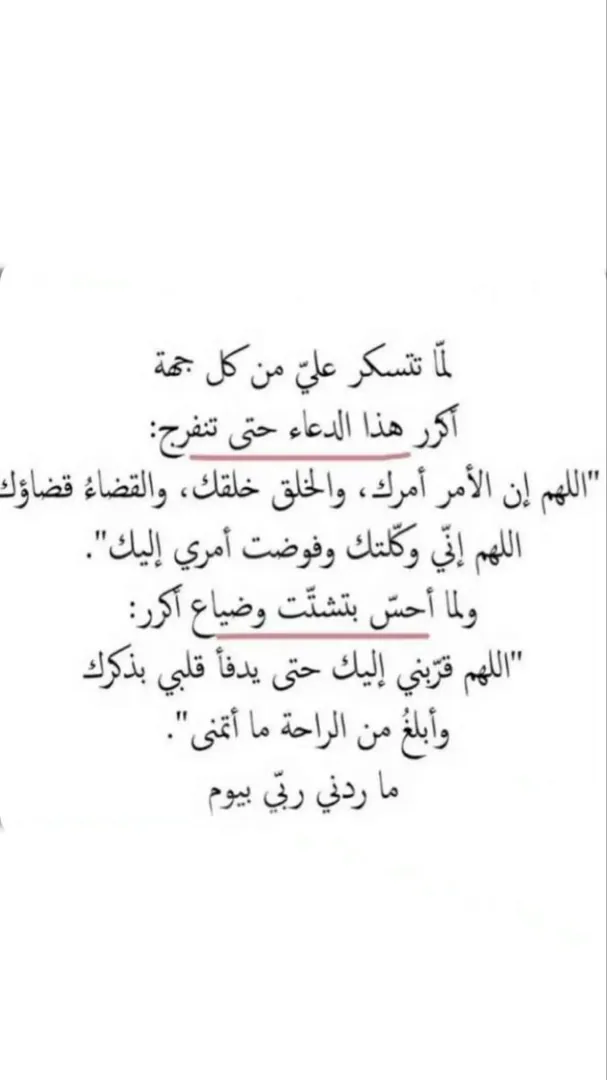 لمّا تتسكر عليّ من كل جهة
أكرر هذا الدعاء حتى تنفرج:
"اللهم إن الأمر أمرك، والخلق خلقك، والقضاءُ قضاؤك
اللهم إنّي وكّلتك وفوضت أمري إليك".
ولما أحسّ بتشتّت وضياع أكرر:
"اللهم قرّبني إليك حتى يدفأ قلبي بذكرك
وأبلغُ من الراحة ما أتمنى".
ما ردني ربّي بيوم